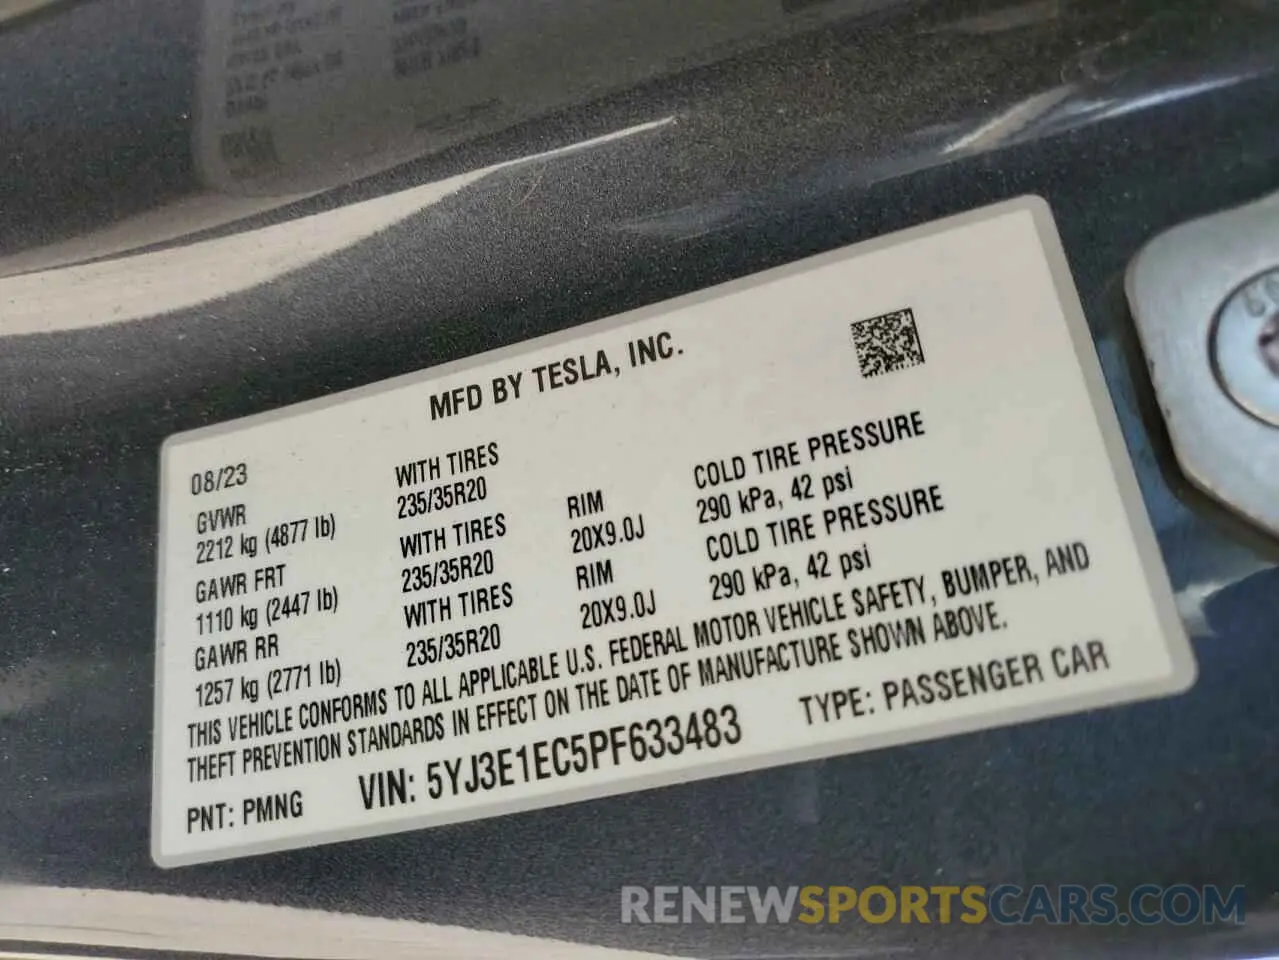 MFD BY TESLA, INC.
08/23
GVWR
2212 kg (4877 lb)
GAWR FRT
1110 kg (2447 lb)
GAWR RR
1257 kg (2771 lb)
WITH TIRES
235/35R20
WITH TIRES
235/35R20
WITH TIRES
235/35R20
RIM
20X9.0J
RIM
20X9.0J
COLD TIRE PRESSURE
290 kPa, 42 psi
COLD TIRE PRESSURE
290 kPa, 42 psi
THIS VEHICLE CONFORMS TO ALL APPLICABLE U.S. FEDERAL MOTOR VEHICLE SAFETY, BUMPER, AND
THEFT PREVENTION STANDARDS IN EFFECT ON THE DATE OF MANUFACTURE SHOWN ABOVE.
PNT: PMNG
VIN: 5YJ3E1EC5PF633483
TYPE: PASSENGER CAR
RENEWSPORTSCARS.COM